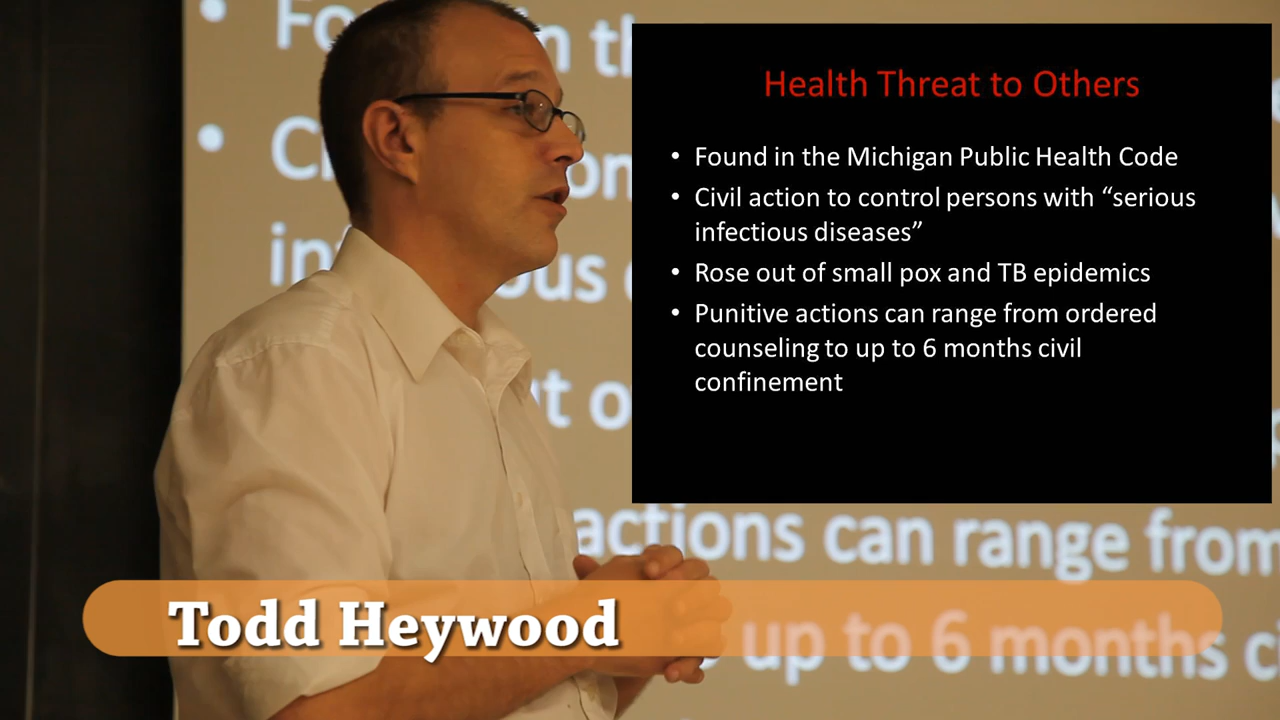 Health Threat to Others
• Found in the Michigan Public Health Code
• Civil action to control persons with “serious
infectious diseases”
• Rose out of small pox and TB epidemics
• Punitive actions can range from ordered
counseling to up to 6 months civil
confinement
actions can range from
up to 6 months ci
Todd Heywood